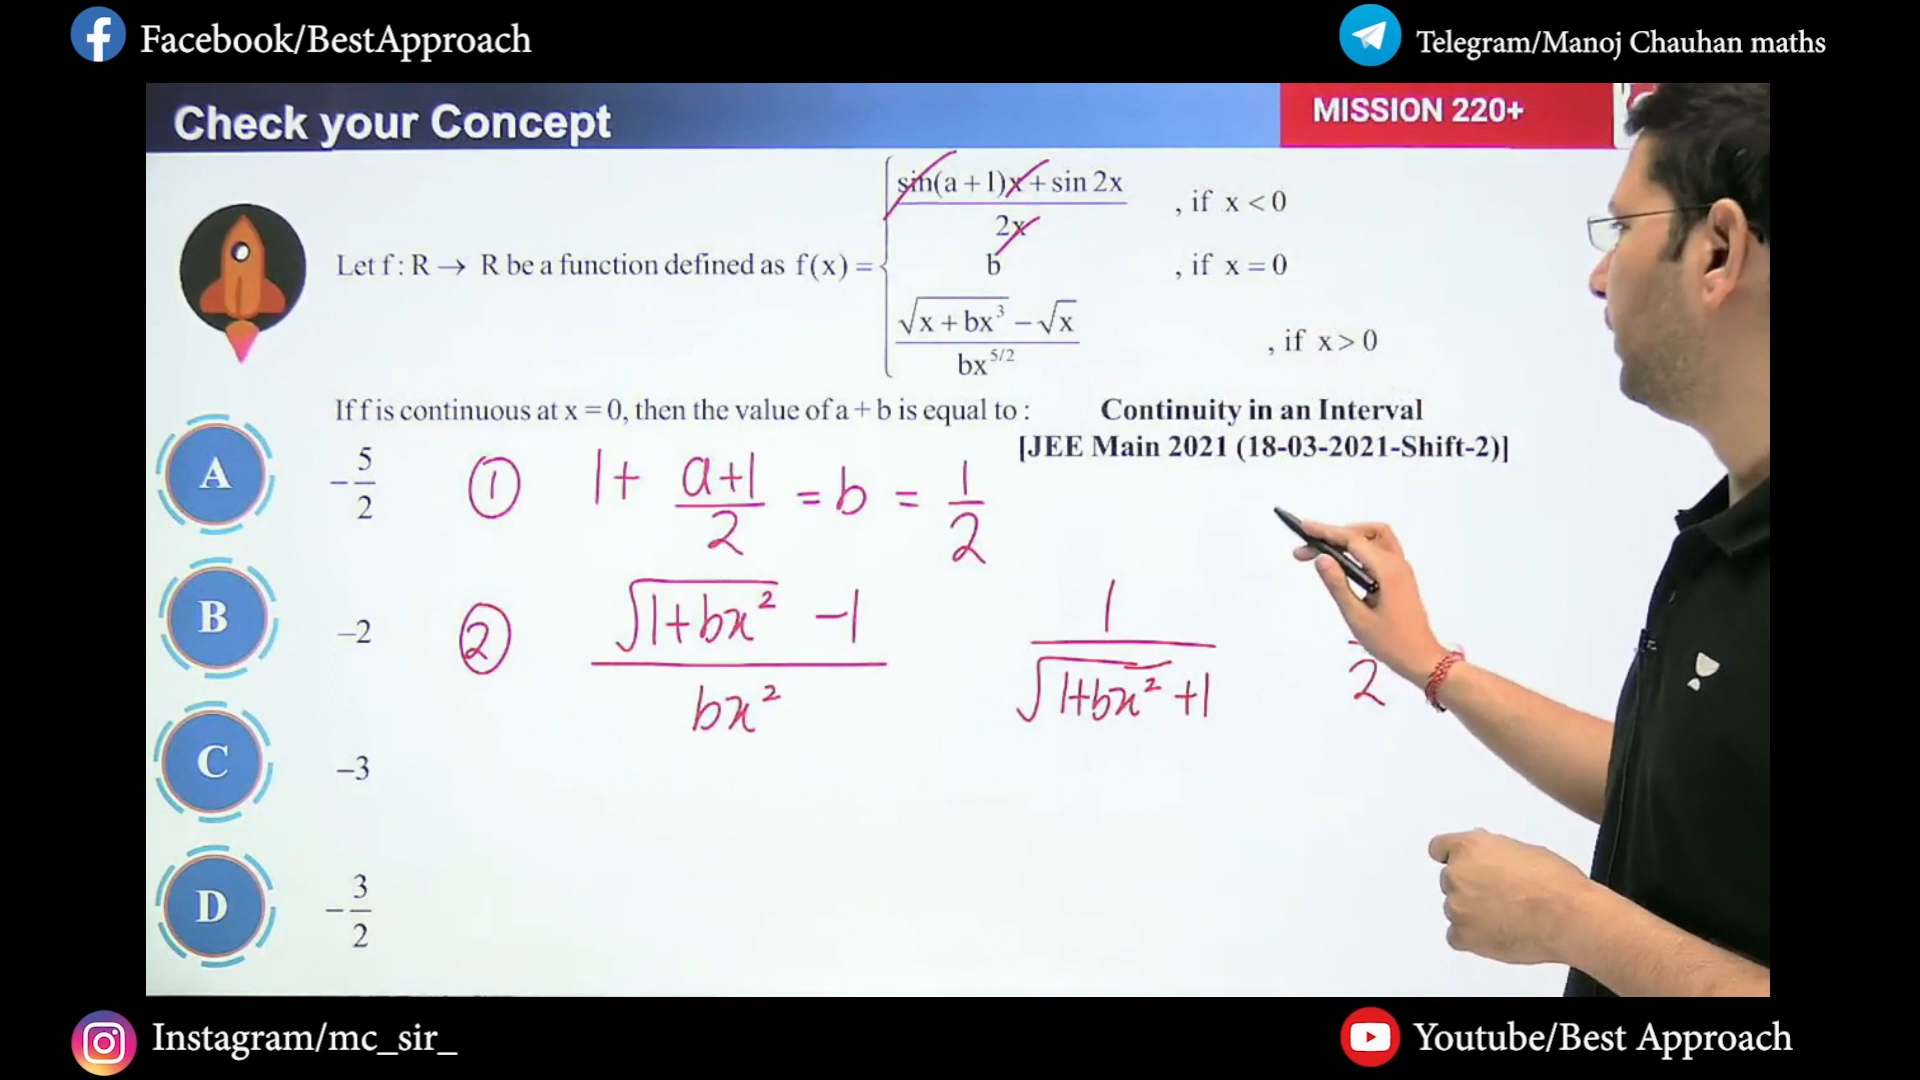 Facebook/BestApproach
Telegram/Manoj Chauhan maths
Check your Concept
MISSION 220+
Let f : R → R be a function defined as f(x) = { sin(a + 1)x + sin 2x / 2x , if x < 0
b , if x = 0
√(x + bx³) − √x / bx^5/2 , if x > 0
If f is continuous at x = 0, then the value of a + b is equal to :
Continuity in an Interval
[JEE Main 2021 (18-03-2021-Shift-2)]
A −5/2
① 1 + (a+1)/2 = b = 1/2
B –2
② (√(1+bx²) −1)/bx² 1/(√(1+bx²) +1) 2
C –3
D −3/2
Instagram/mc_sir_
Youtube/Best Approach